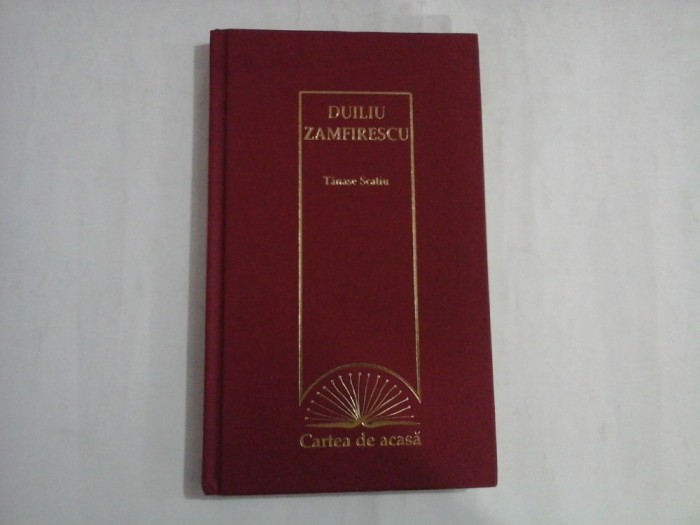 DUILIU
ZAMFIRESCU
Tănase Scatiu
Cartea de acasă